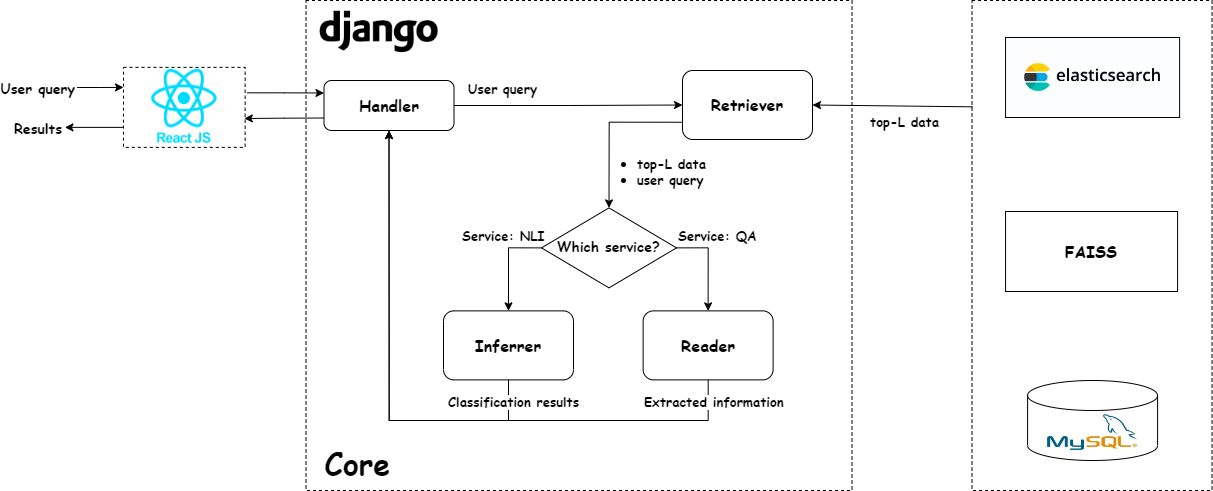 django
User query
Results
React JS
Handler
User query
Retriever
top-L data
elasticsearch
• top-L data
• user query
Service: NLI
Which service?
Service: QA
FAISS
Inferrer
Reader
Classification results
Extracted information
MySQL
Core